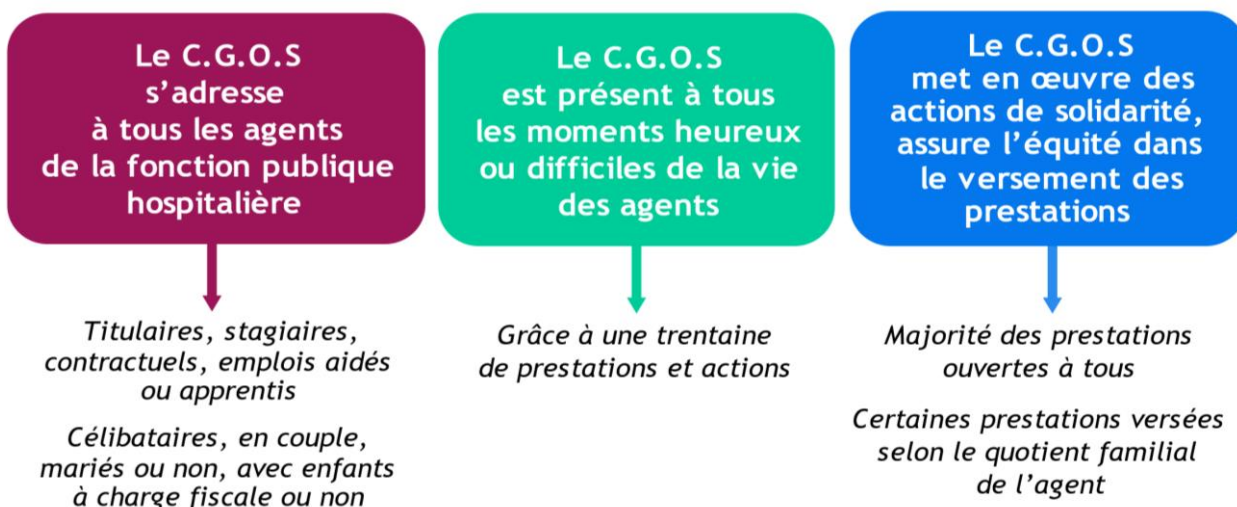 Le C.G.O.S
s’adresse
à tous les agents
de la fonction publique
hospitalière
Titulaires, stagiaires,
contractuels, emplois aidés
ou apprentis
Célibataires, en couple,
mariés ou non, avec enfants
à charge fiscale ou non
Le C.G.O.S
est présent à tous
les moments heureux
ou difficiles de la vie
des agents
Grâce à une trentaine
de prestations et actions
Le C.G.O.S
met en œuvre des
actions de solidarité,
assure l’équité dans
le versement des
prestations
Majorité des prestations
ouvertes à tous
Certaines prestations versées
selon le quotient familial
de l’agent